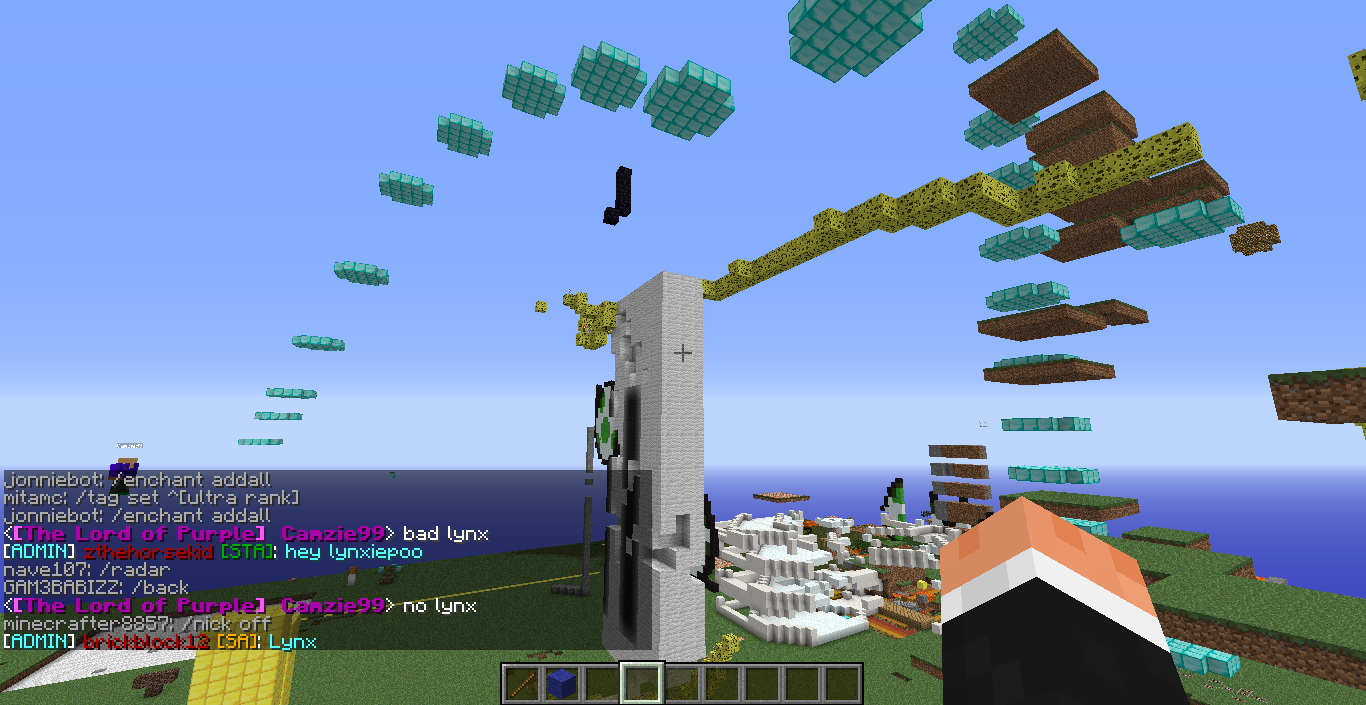 jonniebot: /enchant addall
mitamc: /tag set ^[ultra rank]
jonniebot: /enchant addall
<[The Lord of Purple] Camzie99> bad lynx
[ADMIN] zthehorsekid [STA]: hey lynxiepoo
nave107: /radar
GAM3BABIZZ: /back
<[The Lord of Purple] Camzie99> no lynx
minecrafter8857: /nick off
[ADMIN] brickblock13 [SA]: Lynx